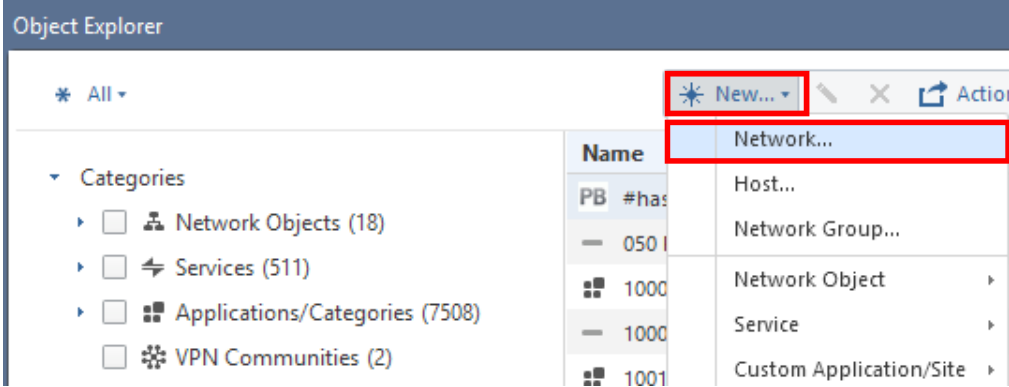 Object Explorer
All
New...
Actio
Network...
Name
Host...
Categories
PB #has
Network Group...
Network Objects (18)
050
Services (511)
1000
Network Object
Applications/Categories (7508)
1000
Service
VPN Communities (2)
1001
Custom Application/Site